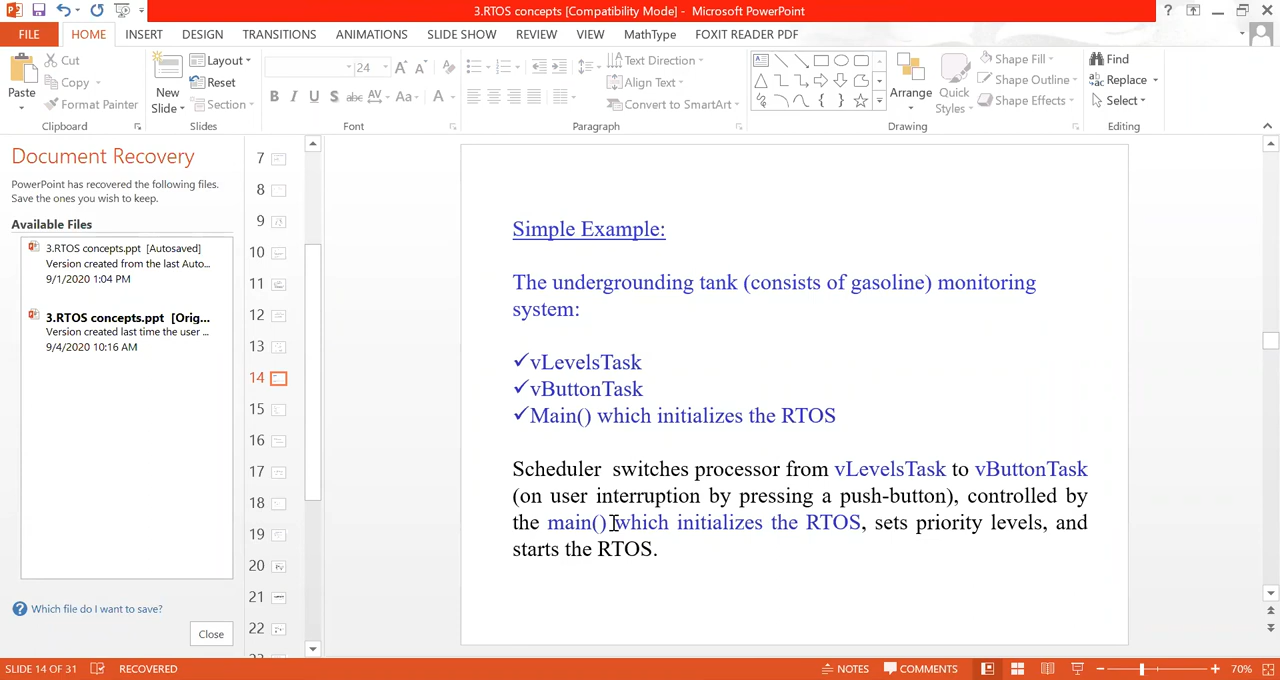 3.RTOS concepts [Compatibility Mode] - Microsoft PowerPoint
FILE HOME INSERT DESIGN TRANSITIONS ANIMATIONS SLIDE SHOW REVIEW VIEW MathType FOXIT READER PDF
Paste
Cut
Copy
Format Painter
Clipboard
New
Slide
Layout
Reset
Section
Slides
24
B I U S abc AV Aa A
Font
Text Direction
Align Text
Convert to SmartArt
Paragraph
Arrange
Quick
Styles
Shape Fill
Shape Outline
Shape Effects
Drawing
Find
Replace
Select
Editing
Document Recovery
PowerPoint has recovered the following files.
Save the ones you wish to keep.
Available Files
3.RTOS concepts.ppt [Autosaved]
Version created from the last Auto...
9/1/2020 1:04 PM
3.RTOS concepts.ppt [Orig...
Version created last time the user ...
9/4/2020 10:16 AM
Which file do I want to save?
Close
7
8
9
10
11
12
13
14
15
16
17
18
19
20
21
22
Simple Example:
The undergrounding tank (consists of gasoline) monitoring
system:
✓vLevelsTask
✓vButtonTask
✓Main() which initializes the RTOS
Scheduler switches processor from vLevelsTask to vButtonTask
(on user interruption by pressing a push-button), controlled by
the main() which initializes the RTOS, sets priority levels, and
starts the RTOS.
SLIDE 14 OF 31 RECOVERED NOTES COMMENTS 70%